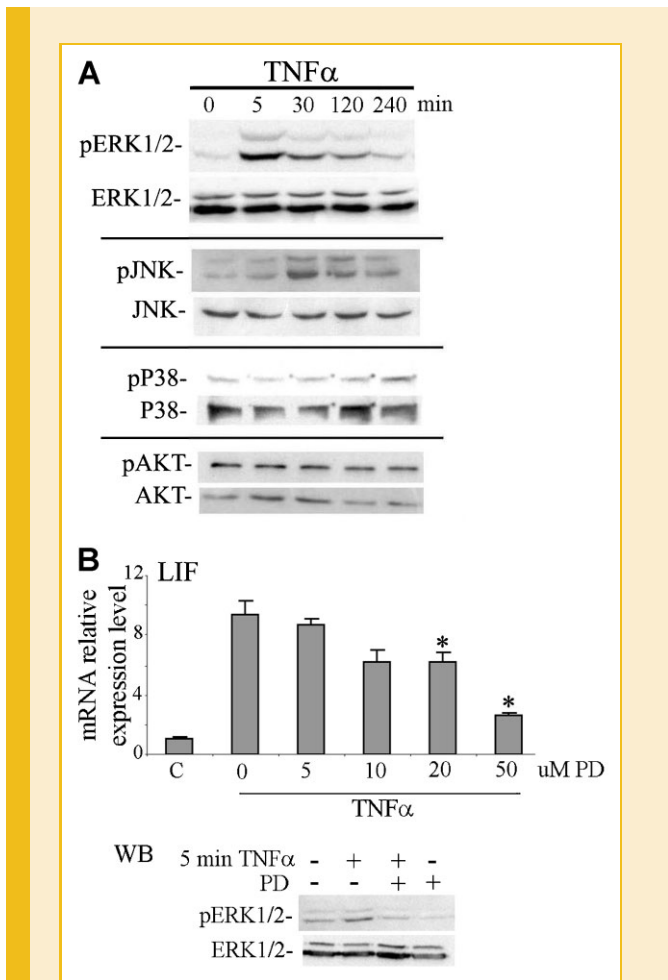 A
TNFα
0 5 30 120 240 min
pERK1/2-
ERK1/2-
pJNK-
JNK-
pP38-
P38-
pAKT-
AKT-
B
LIF
mRNA relative
expression level
12
8
4
0
C 0 5 10 20 50 uM PD
* *
TNFα
WB 5 min TNFα - + + -
PD - - + +
pERK1/2-
ERK1/2-